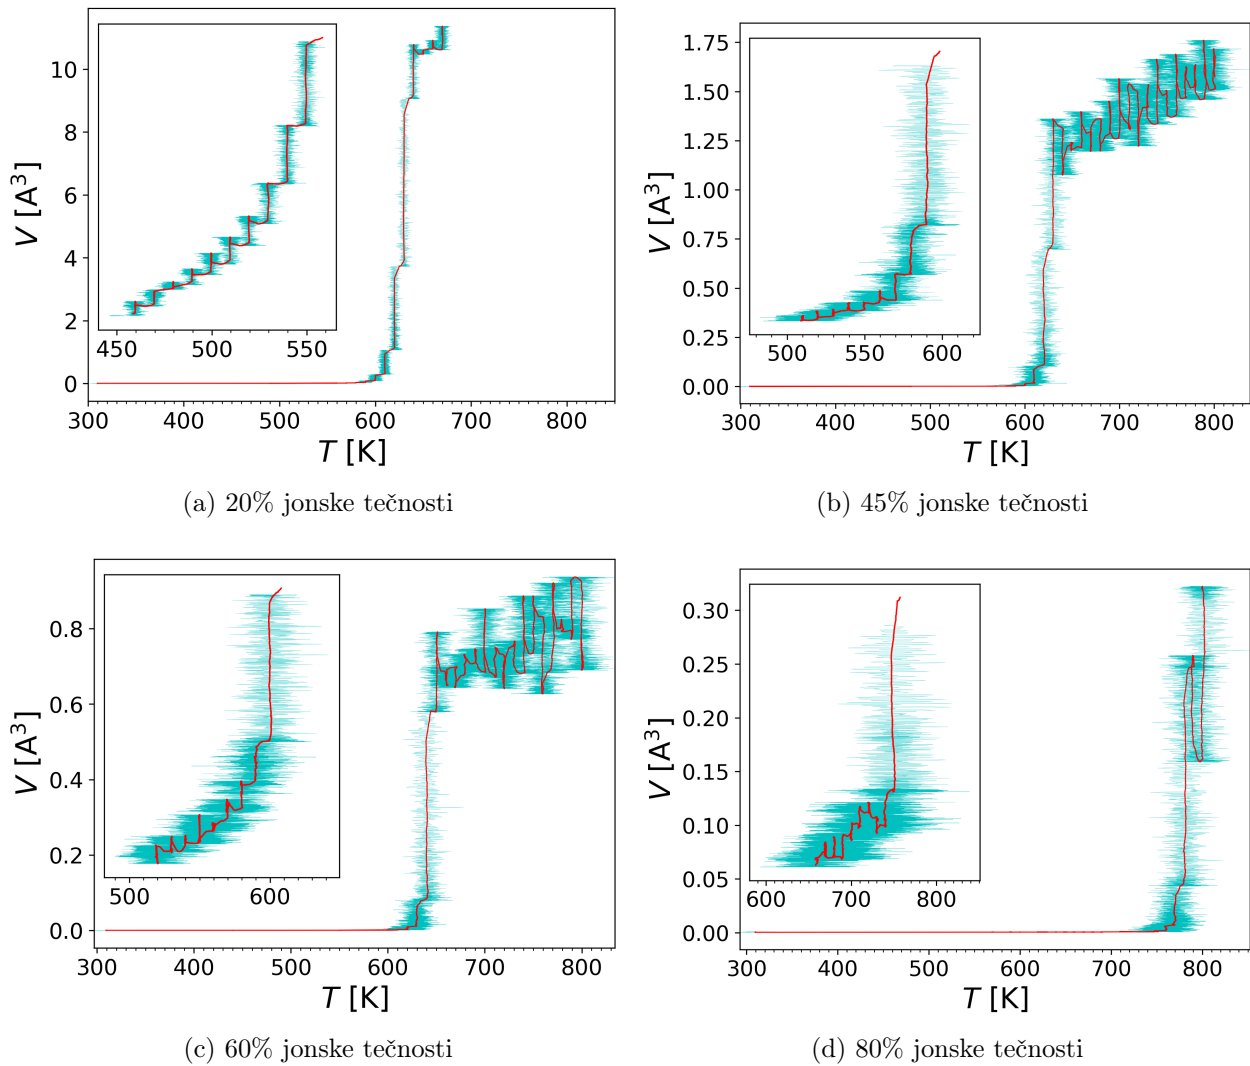 10
8
6
4
2
0
V [A³]
450 500 550
300 400 500 600 700 800
T [K]
(a) 20% jonske tečnosti
1.75
1.50
1.25
1.00
0.75
0.50
0.25
0.00
V [A³]
500 550 600
300 400 500 600 700 800
T [K]
(b) 45% jonske tečnosti
0.8
0.6
0.4
0.2
0.0
V [A³]
500 600
300 400 500 600 700 800
T [K]
(c) 60% jonske tečnosti
0.30
0.25
0.20
0.15
0.10
0.05
0.00
V [A³]
600 700 800
300 400 500 600 700 800
T [K]
(d) 80% jonske tečnosti